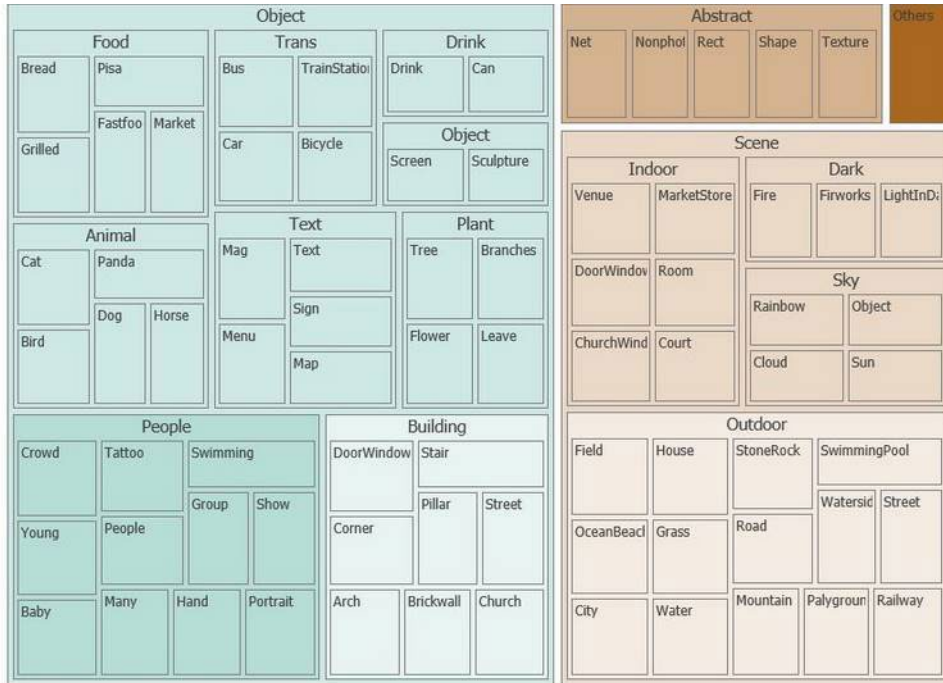 Object
Food
Bread
Pisa
Grilled
Fastfoo
Market
Trans
Bus
TrainStatio
Car
Bicycle
Drink
Drink
Can
Object
Screen
Sculpture
Animal
Cat
Panda
Bird
Dog
Horse
Text
Mag
Text
Sign
Menu
Map
Plant
Tree
Branches
Flower
Leave
People
Crowd
Tattoo
Swimming
Group
Show
Young
People
Baby
Many
Hand
Portrait
Building
DoorWindow
Stair
Pillar
Street
Corner
Arch
Brickwall
Church
Abstract
Net
Nonphot
Rect
Shape
Texture
Others
Scene
Indoor
Venue
MarketStore
DoorWindow
Room
ChurchWind
Court
Dark
Fire
Firworks
LightInDa
Sky
Rainbow
Object
Cloud
Sun
Outdoor
Field
House
StoneRock
SwimmingPool
Watersid
Street
OceanBeach
Grass
Road
City
Water
Mountain
Palygroun
Railway